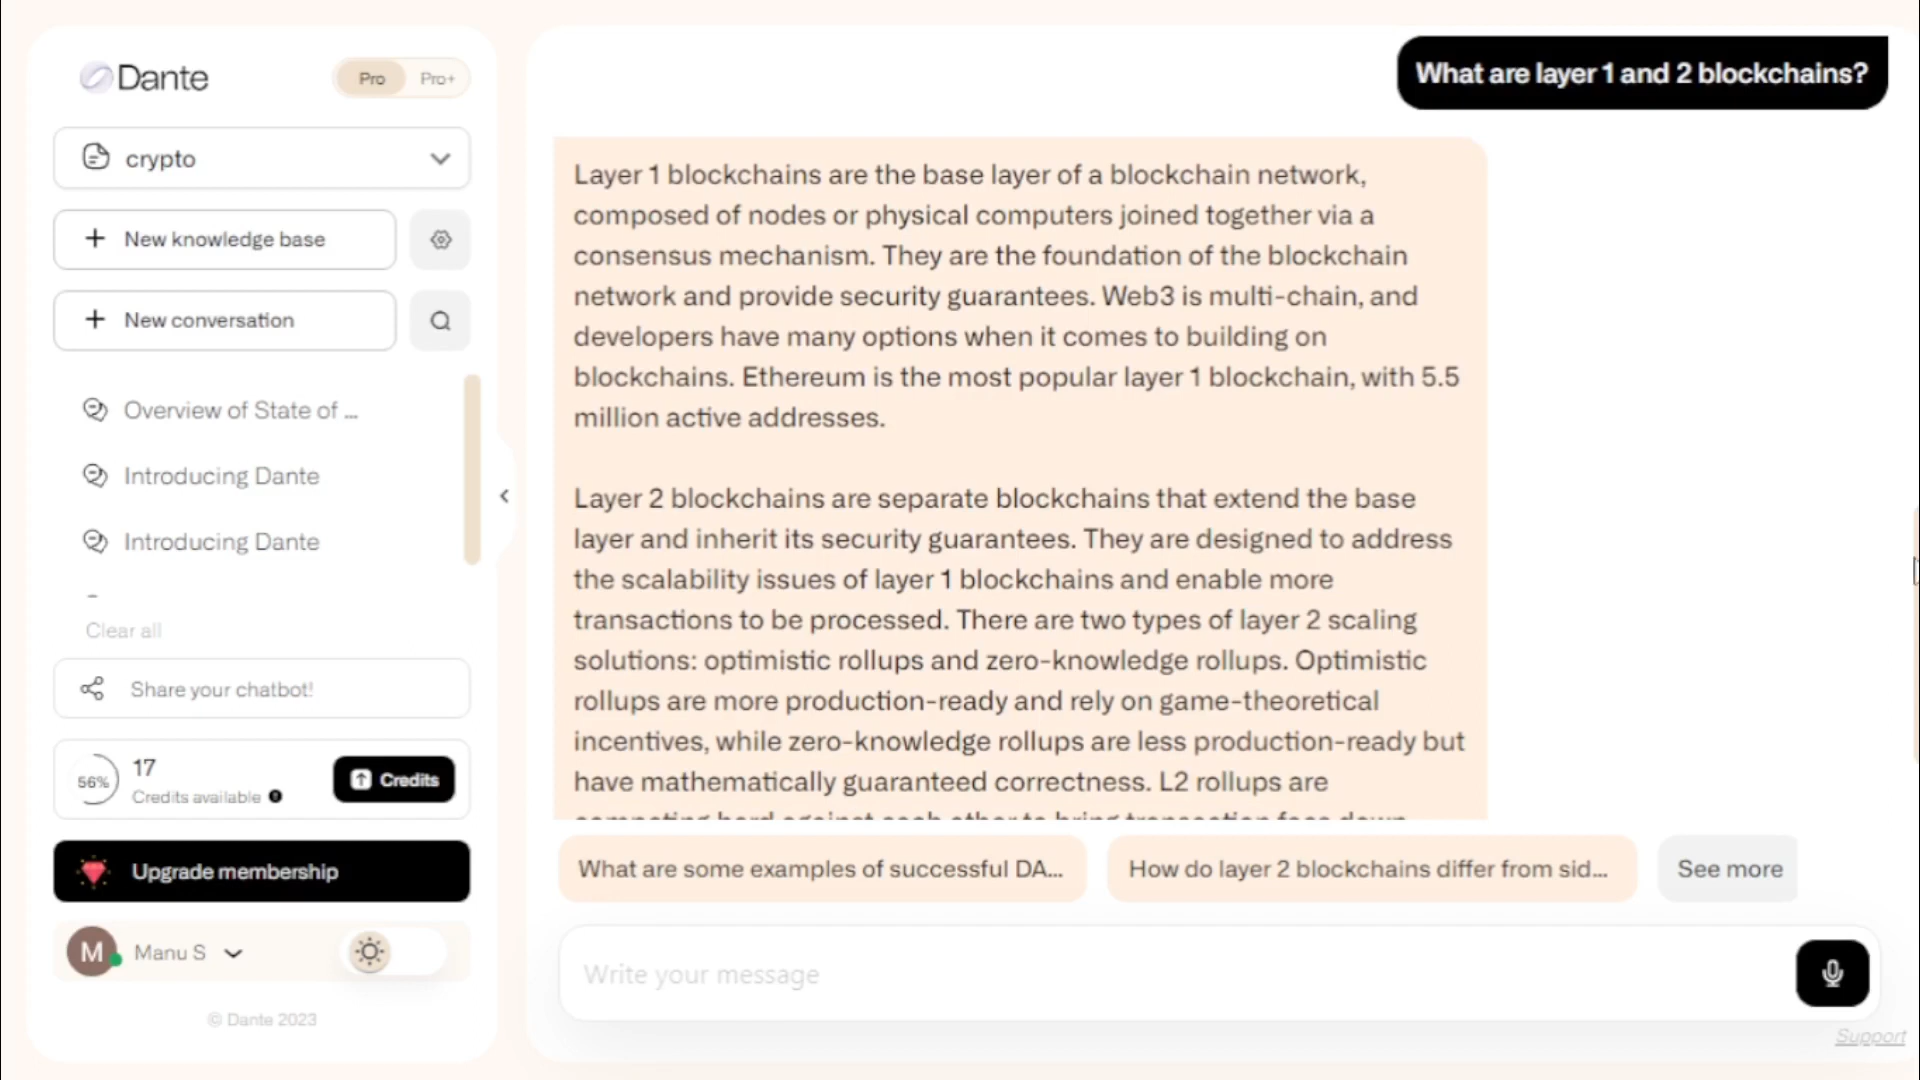 Dante
Pro
Pro+
crypto
New knowledge base
New conversation
Overview of State of ...
Introducing Dante
Introducing Dante
Clear all
Share your chatbot!
56%
17
Credits available
Credits
Upgrade membership
M
Manu S
© Dante 2023
What are layer 1 and 2 blockchains?
Layer 1 blockchains are the base layer of a blockchain network,
composed of nodes or physical computers joined together via a
consensus mechanism. They are the foundation of the blockchain
network and provide security guarantees. Web3 is multi-chain, and
developers have many options when it comes to building on
blockchains. Ethereum is the most popular layer 1 blockchain, with 5.5
million active addresses.
Layer 2 blockchains are separate blockchains that extend the base
layer and inherit its security guarantees. They are designed to address
the scalability issues of layer 1 blockchains and enable more
transactions to be processed. There are two types of layer 2 scaling
solutions: optimistic rollups and zero-knowledge rollups. Optimistic
rollups are more production-ready and rely on game-theoretical
incentives, while zero-knowledge rollups are less production-ready but
have mathematically guaranteed correctness. L2 rollups are
competing hard against each other to bring transaction fees down
What are some examples of successful DA...
How do layer 2 blockchains differ from sid...
See more
Write your message
Support